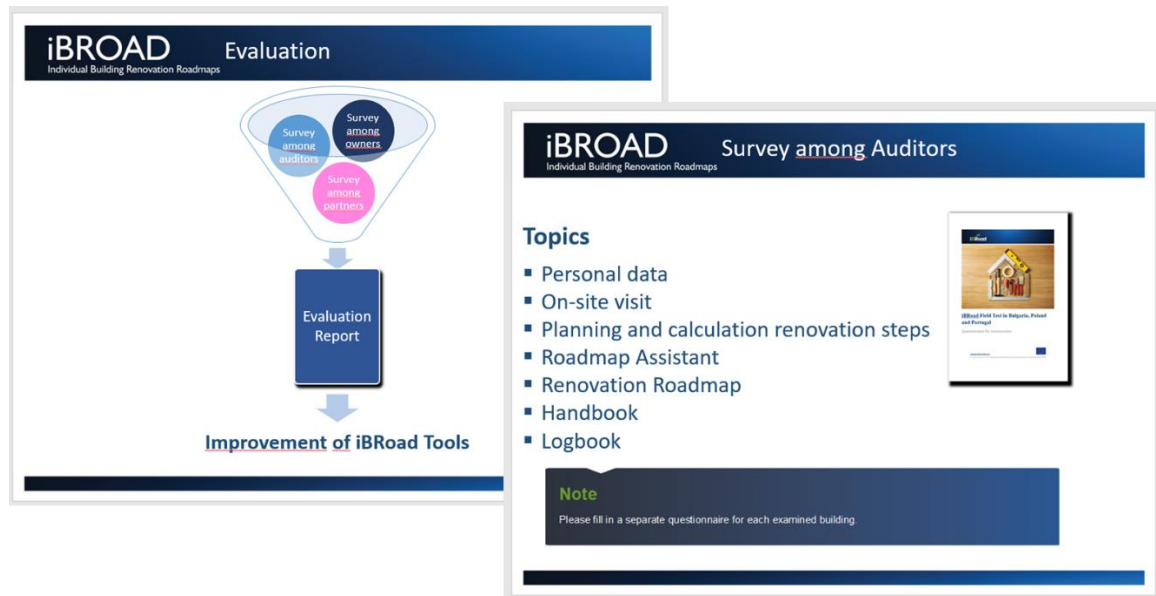 iBROAD
Individual Building Renovation Roadmaps
Evaluation
Survey
among
auditors
Survey
among
owners
Survey
among
partners
Evaluation
Report
Improvement of iBRoad Tools
iBROAD
Individual Building Renovation Roadmaps
Survey among Auditors
Topics
▪ Personal data
▪ On-site visit
▪ Planning and calculation renovation steps
▪ Roadmap Assistant
▪ Renovation Roadmap
▪ Handbook
▪ Logbook
iBRoad
iBRoad Field Test in Bulgaria, Poland
and Portugal
Note
Please fill in a separate questionnaire for each examined building.